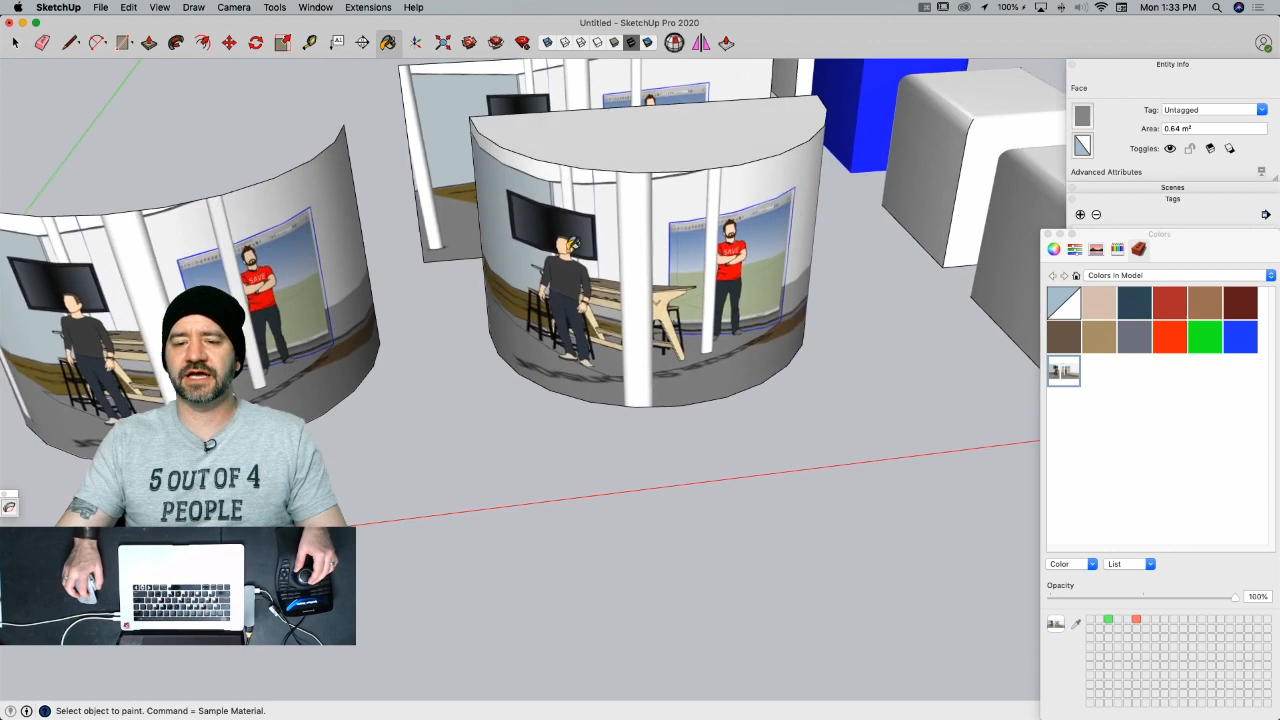 SketchUp File Edit View Draw Camera Tools Window Extensions Help
100% Mon 1:33 PM
Untitled - SketchUp Pro 2020
Entity Info
Face
Tag: Untagged
Area: 0.64 m²
Toggles:
Advanced Attributes
Scenes
Tags
Colors
Colors In Model
SAVE
SAVE
5 OUT OF 4
PEOPLE
Color List
Opacity
100%
Select object to paint. Command = Sample Material.